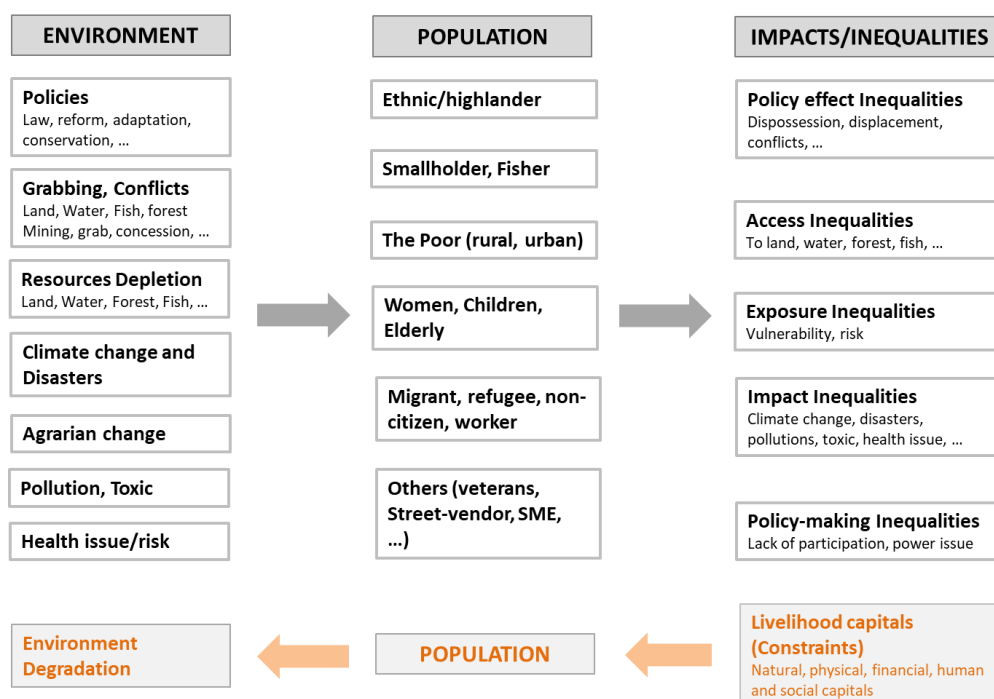 ENVIRONMENT
Policies
Law, reform, adaptation,
conservation, ...
Grabbing, Conflicts
Land, Water, Fish, forest
Mining, grab, concession, ...
Resources Depletion
Land, Water, Forest, Fish, ...
Climate change and
Disasters
Agrarian change
Pollution, Toxic
Health issue/risk
POPULATION
Ethnic/highlander
Smallholder, Fisher
The Poor (rural, urban)
Women, Children,
Elderly
Migrant, refugee, non-
citizen, worker
Others (veterans,
Street-vendor, SME,
...)
IMPACTS/INEQUALITIES
Policy effect Inequalities
Dispossession, displacement,
conflicts, ...
Access Inequalities
To land, water, forest, fish, ...
Exposure Inequalities
Vulnerability, risk
Impact Inequalities
Climate change, disasters,
pollutions, toxic, health issue, ...
Policy-making Inequalities
Lack of participation, power issue
Environment
Degradation
POPULATION
Livelihood capitals
(Constraints)
Natural, physical, financial, human
and social capitals